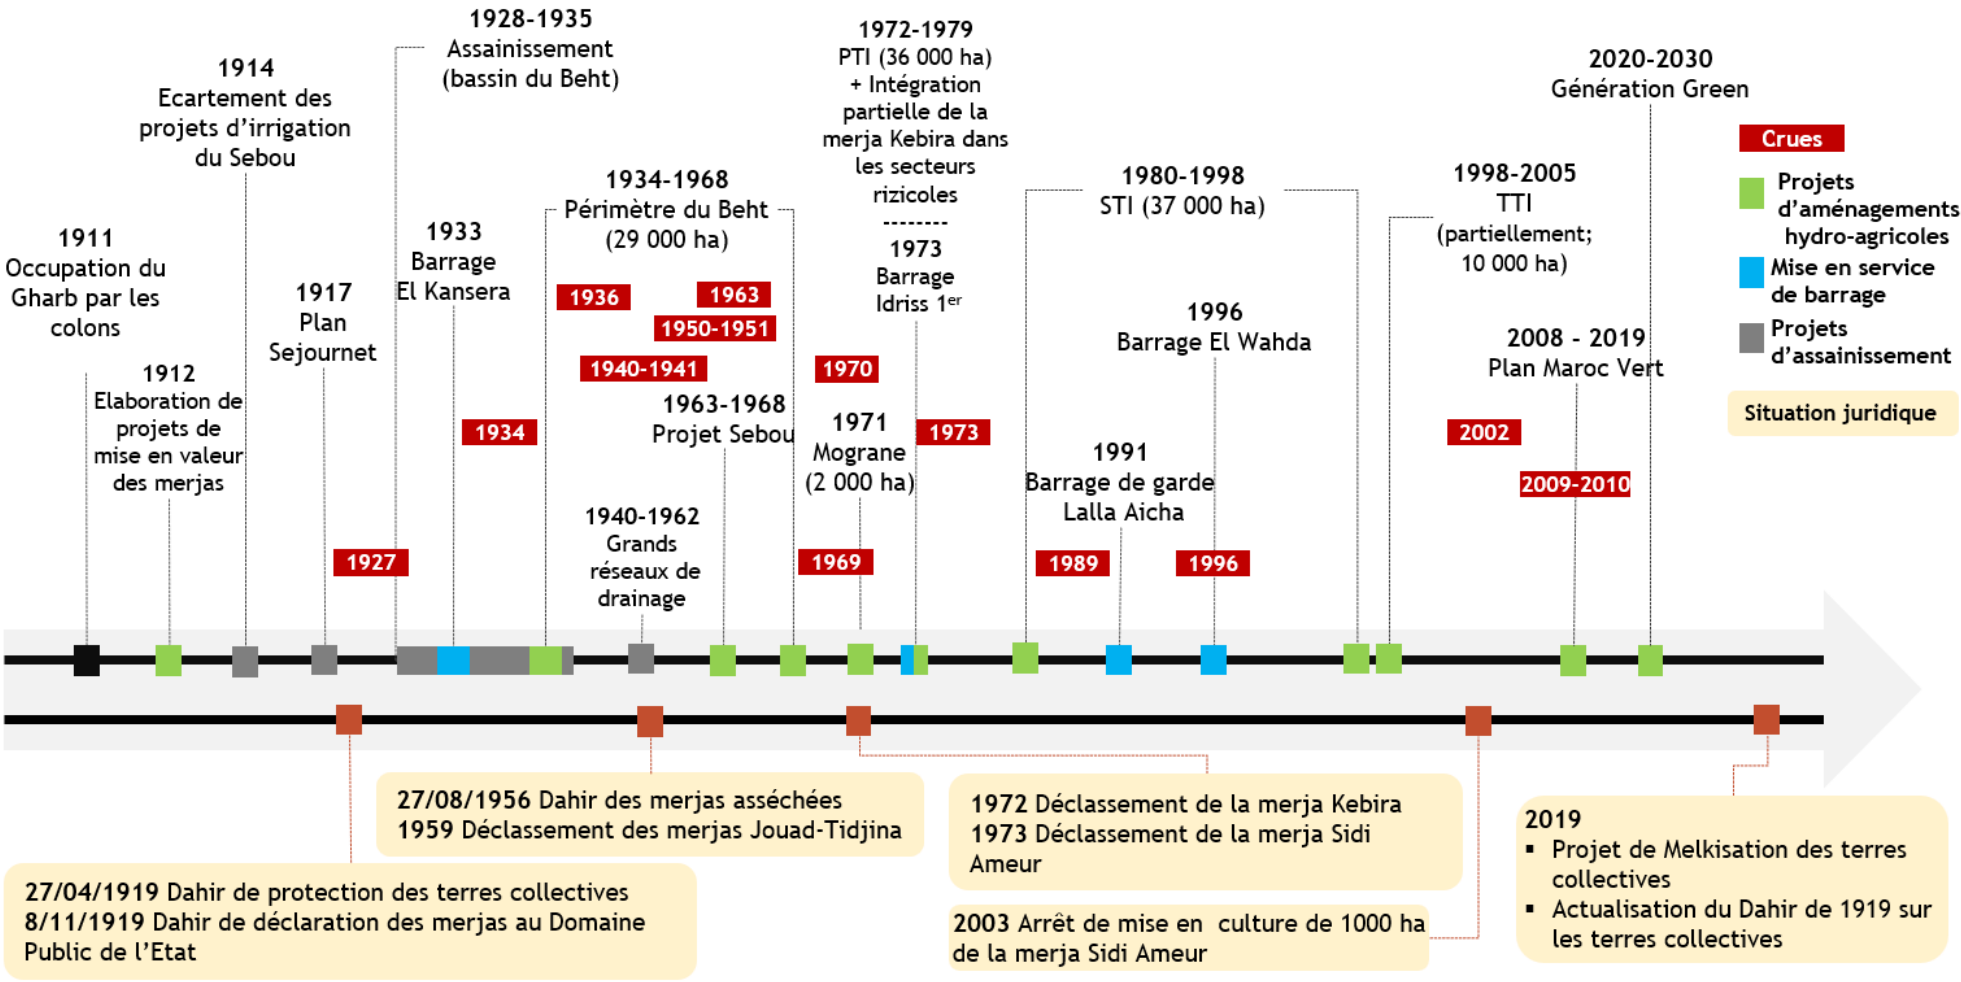 1911
Occupation du
Gharb par les
colons
1912
Elaboration de
projets de
mise en valeur
des merjas
1914
Ecartement des
projets d’irrigation
du Sebou
1917
Plan
Sejournet
1927
1928-1935
Assainissement
(bassin du Beht)
1933
Barrage
El Kansera
1934
1934-1968
Périmètre du Beht
(29 000 ha)
1936
1963
1950-1951
1940-1941
1963-1968
Projet Sebou
1940-1962
Grands
réseaux de
drainage
1972-1979
PTI (36 000 ha)
+ Intégration
partielle de la
merja Kebira dans
les secteurs
rizicoles
--------
1973
Barrage
Idriss 1er
1970
1971
Mograne
(2 000 ha)
1973
1969
1980-1998
STI (37 000 ha)
1996
Barrage El Wahda
1991
Barrage de garde
Lalla Aicha
1989
1996
1998-2005
TTI
(partiellement;
10 000 ha)
2008 - 2019
Plan Maroc Vert
2002
2009-2010
2020-2030
Génération Green
Crues
Projets
d’aménagements
hydro-agricoles
Mise en service
de barrage
Projets
d’assainissement
Situation juridique
27/04/1919 Dahir de protection des terres collectives
8/11/1919 Dahir de déclaration des merjas au Domaine
Public de l’Etat
27/08/1956 Dahir des merjas asséchées
1959 Déclassement des merjas Jouad-Tidjina
1972 Déclassement de la merja Kebira
1973 Déclassement de la merja Sidi
Ameur
2003 Arrêt de mise en culture de 1000 ha
de la merja Sidi Ameur
2019
▪ Projet de Melkisation des terres
collectives
▪ Actualisation du Dahir de 1919 sur
les terres collectives